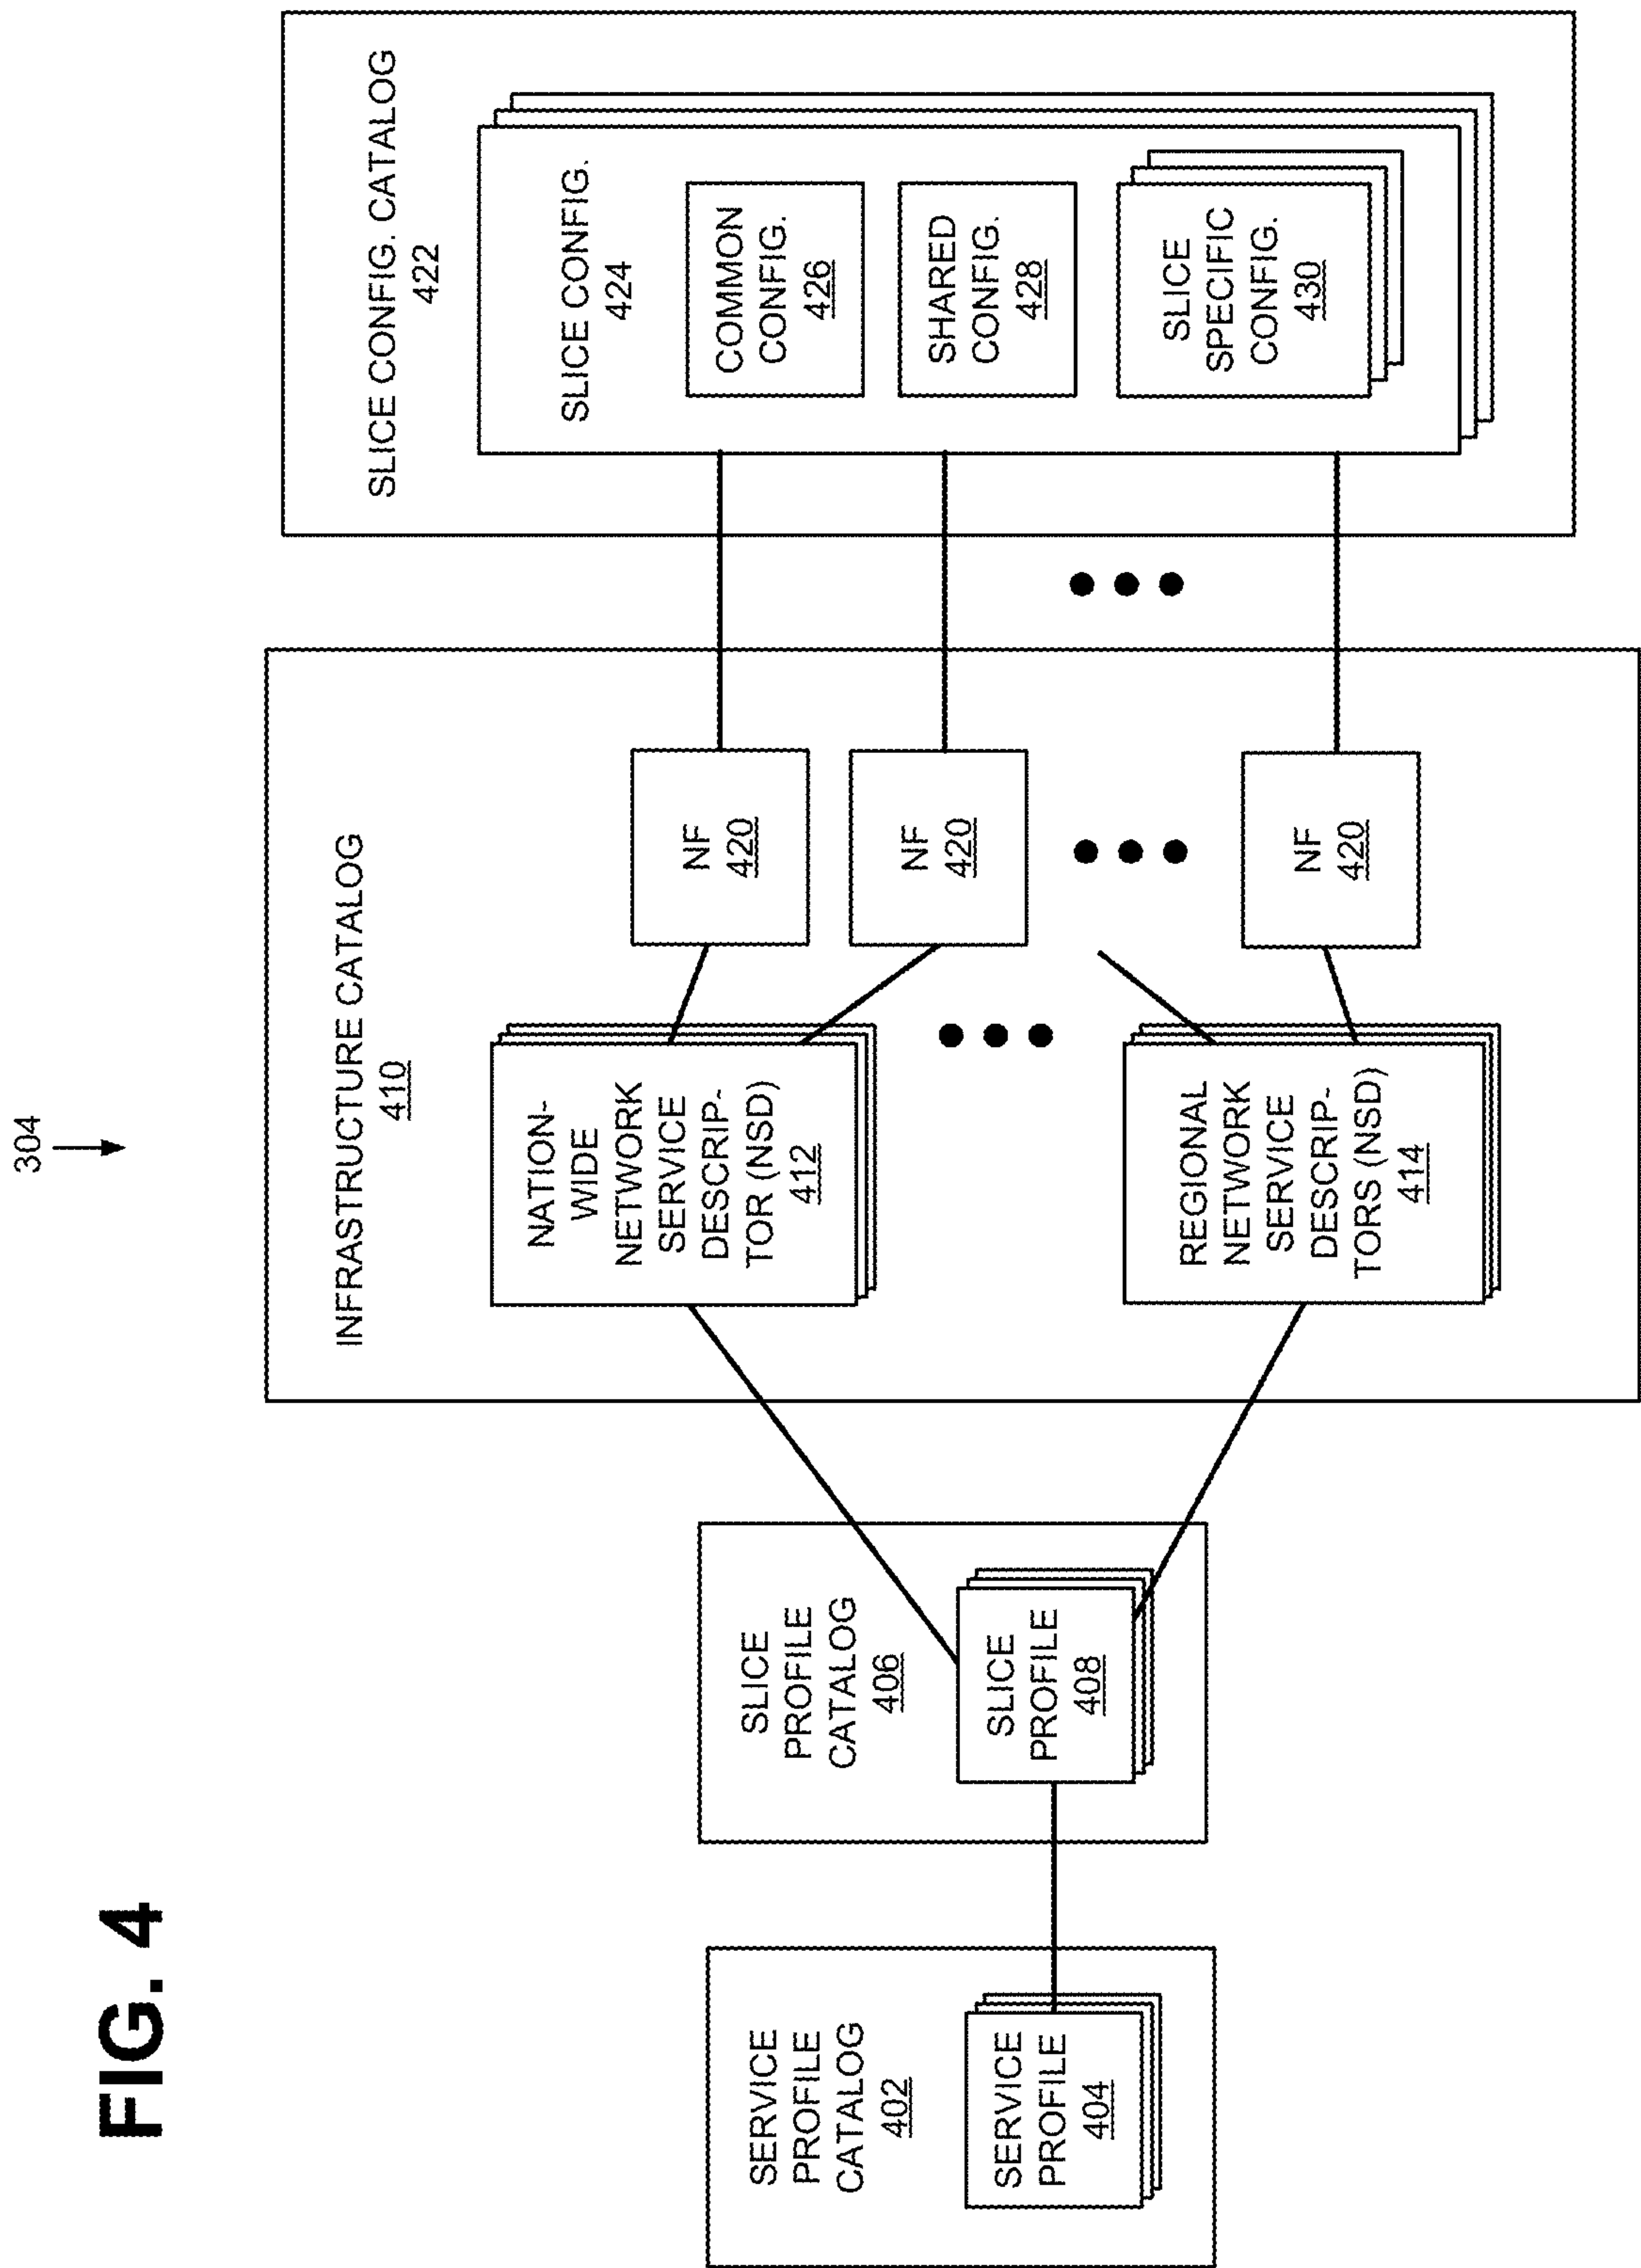 FIG. 4
304
SERVICE
PROFILE
CATALOG
402
SERVICE
PROFILE
404
SLICE
PROFILE
CATALOG
406
SLICE
PROFILE
408
INFRASTRUCTURE CATALOG
410
NATION-
WIDE
NETWORK
SERVICE
DESCRIP-
TOR (NSD)
412
REGIONAL
NETWORK
SERVICE
DESCRIP-
TORS (NSD)
414
NF
420
NF
420
NF
420
SLICE CONFIG. CATALOG
422
SLICE CONFIG.
424
COMMON
CONFIG.
426
SHARED
CONFIG.
428
SLICE
SPECIFIC
CONFIG.
430